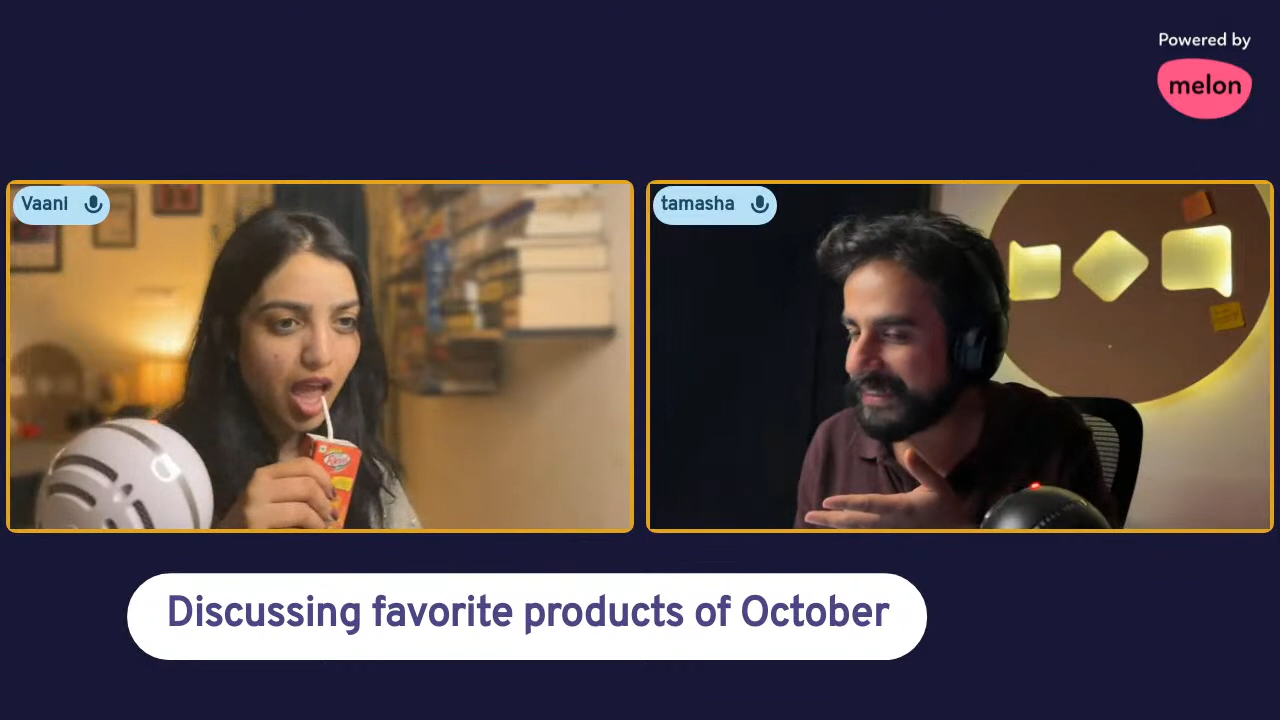 Powered by
melon
Vaani
tamasha
Discussing favorite products of October